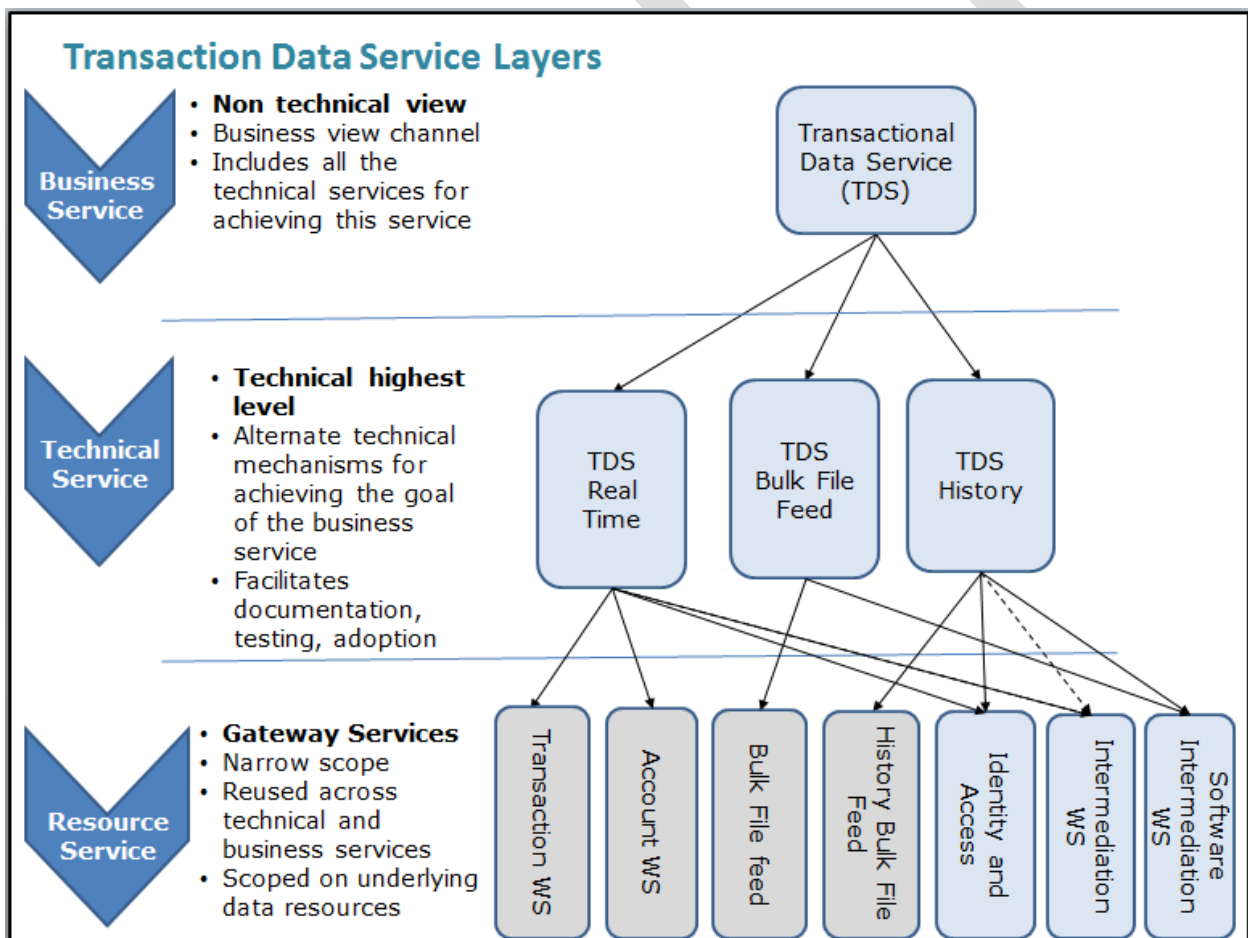 Transaction Data Service Layers
Business
Service
• Non technical view
• Business view channel
• Includes all the
technical services for
achieving this service
Transactional
Data Service
(TDS)
Technical
Service
• Technical highest
level
• Alternate technical
mechanisms for
achieving the goal
of the business
service
• Facilitates
documentation,
testing, adoption
TDS
Real
Time
TDS
Bulk File
Feed
TDS
History
Resource
Service
• Gateway Services
• Narrow scope
• Reused across
technical and
business services
• Scoped on underlying
data resources
Transaction WS
Account WS
Bulk File feed
History Bulk File
Feed
Identity and
Access
Intermediation
WS
Software
Intermediation
WS